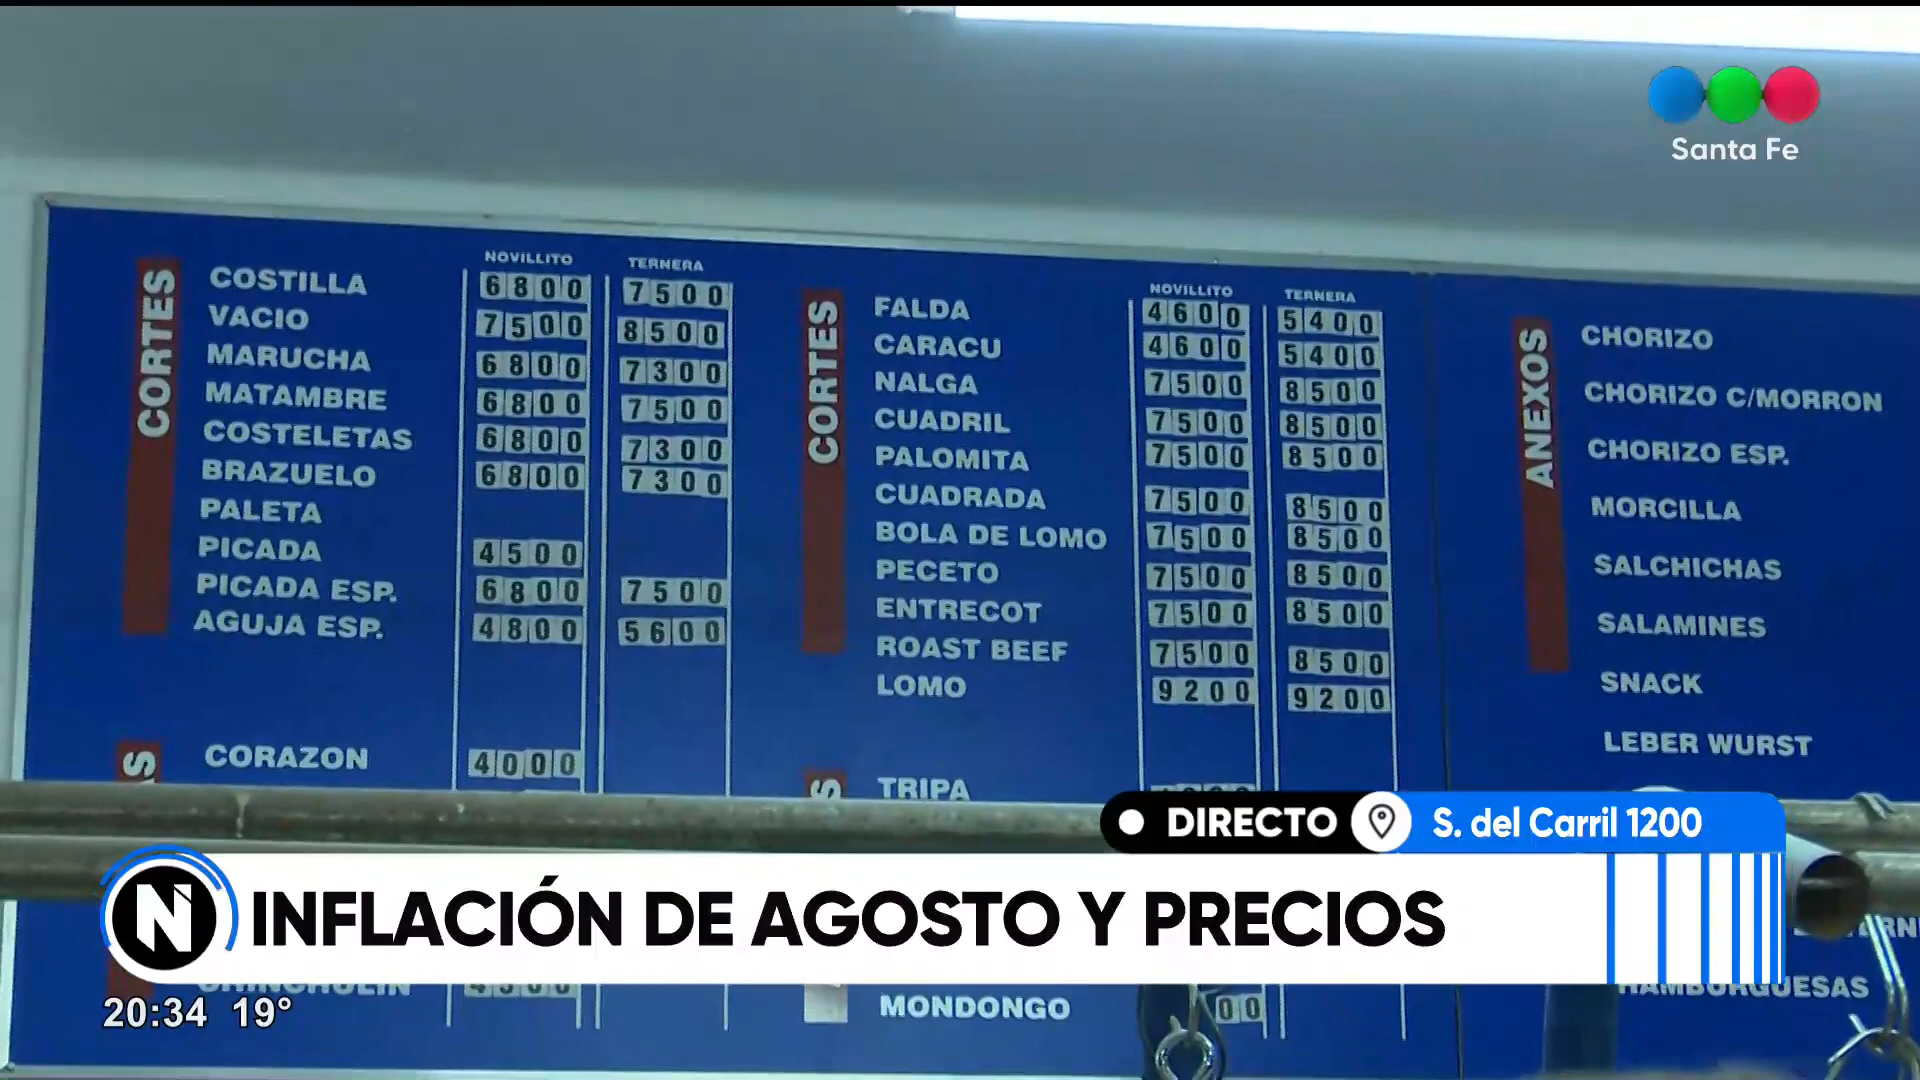 Santa Fe
CORTES
NOVILLITO TERNERA
COSTILLA 6800 7500
VACIO 7500 8500
MARUCHA 6800 7300
MATAMBRE 6800 7500
COSTELETAS 6800 7300
BRAZUELO 6800 7300
PALETA
PICADA 4500
PICADA ESP. 6800 7500
AGUJA ESP. 4800 5600
CORAZON 4000
CORTES
NOVILLITO TERNERA
FALDA 4600 5400
CARACU 4600 5400
NALGA 7500 8500
CUADRIL 7500 8500
PALOMITA 7500 8500
CUADRADA 7500 8500
BOLA DE LOMO 7500 8500
PECETO 7500 8500
ENTRECOT 7500 8500
ROAST BEEF 7500 8500
LOMO 9200 9200
TRIPA
MONDONGO
ANEXOS
CHORIZO
CHORIZO C/MORRON
CHORIZO ESP.
MORCILLA
SALCHICHAS
SALAMINES
SNACK
LEBER WURST
HAMBURGUESAS
DIRECTO S. del Carril 1200
N INFLACIÓN DE AGOSTO Y PRECIOS
CHINCHULIN 4500
20:34 19°